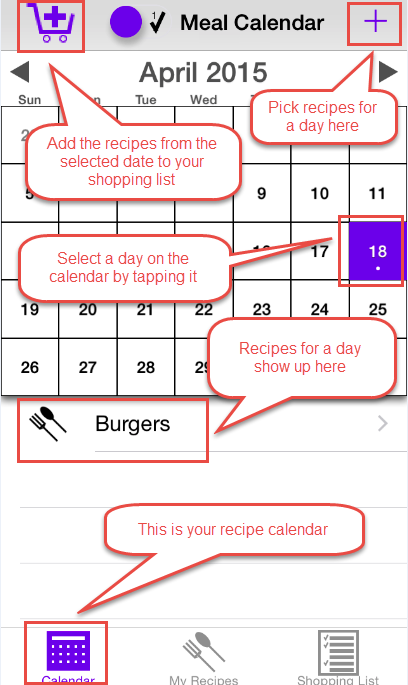 Meal Calendar
April 2015
Sun Tue Wed
Pick recipes for
a day here
Add the recipes from the
selected date to your
shopping list
5 9 10 11
Select a day on the
calendar by tapping it
16 17 18
19 20 21 22 23 24 25
Recipes for a day
show up here
26 27 28 29
Burgers
This is your recipe calendar
Calendar My Recipes Shopping List